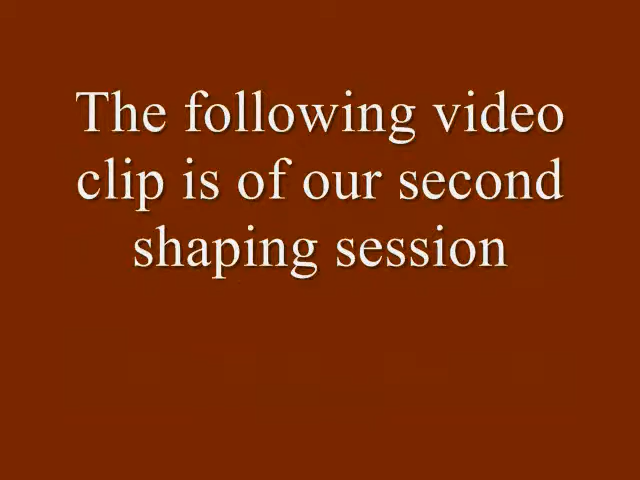 The following video
clip is of our second
shaping session